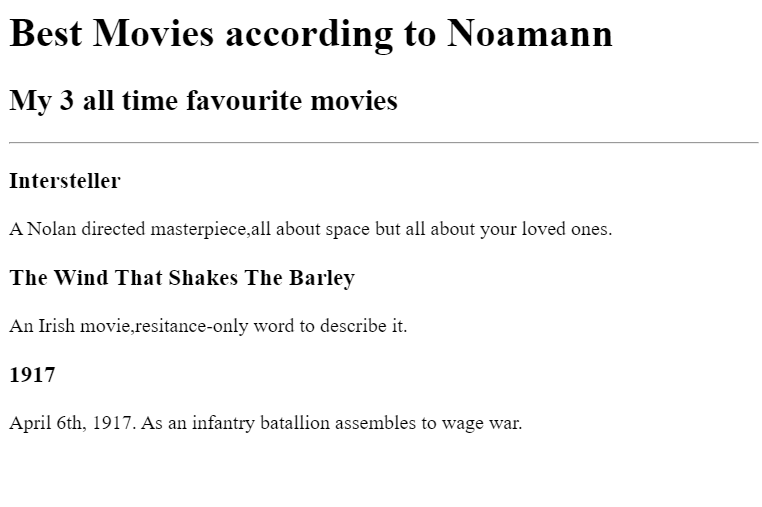 Best Movies according to Noamann
My 3 all time favourite movies
Intersteller
A Nolan directed masterpiece,all about space but all about your loved ones.
The Wind That Shakes The Barley
An Irish movie,resitance-only word to describe it.
1917
April 6th, 1917. As an infantry batallion assembles to wage war.